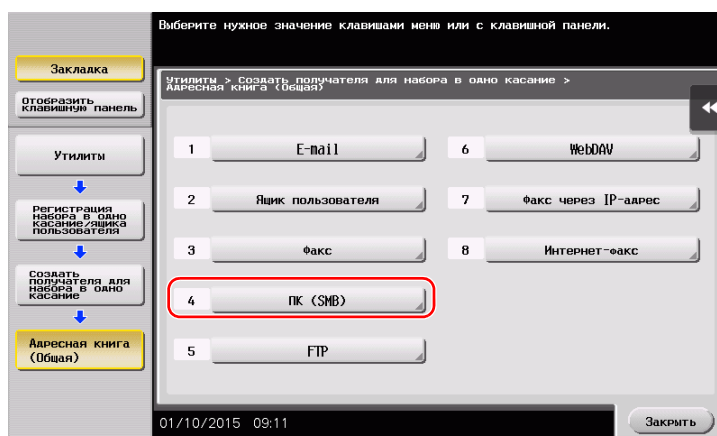 Выберите нужное значение клавишами меню или с клавишной панели.
Закладка
Отобразить
клавишную панель
Утилиты
Регистрация
набора в одно
касание/ящика
пользователя
Создать
получателя для
набора в одно
касание
Адресная книга
(Общая)
Утилиты > Создать получателя для набора в одно касание >
Адресная книга (Общая)
1 E-mail
2 Ящик пользователя
3 Факс
4 ПК (SMB)
5 FTP
6 WebDAV
7 Факс через IP-адрес
8 Интернет-факс
01/10/2015 09:11
Закрыть